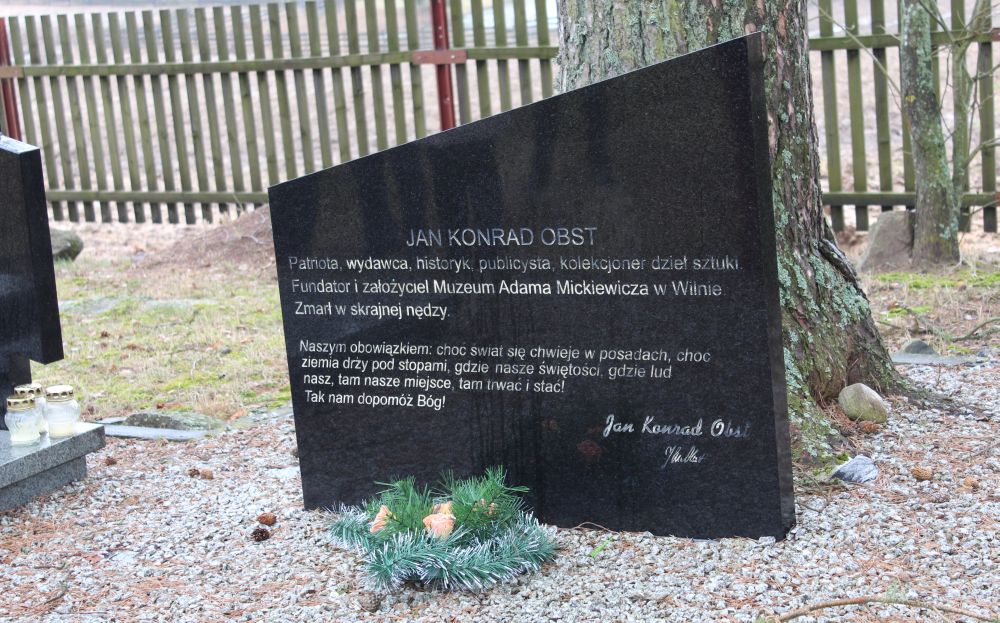 JAN KONRAD OBST
Patriota, wydawca, historyk, publicysta, kolekcjoner dzieł sztuki.
Fundator i założyciel Muzeum Adama Mickiewicza w Wilnie.
Zmarł w skrajnej nędzy.
Naszym obowiązkiem: choć świat się chwieje w posadach, choć
ziemia drży pod stopami, gdzie nasze świętości, gdzie lud
nasz, tam nasze miejsce, tam trwać i stać!
Tak nam dopomóż Bóg!
Jan Konrad Obst